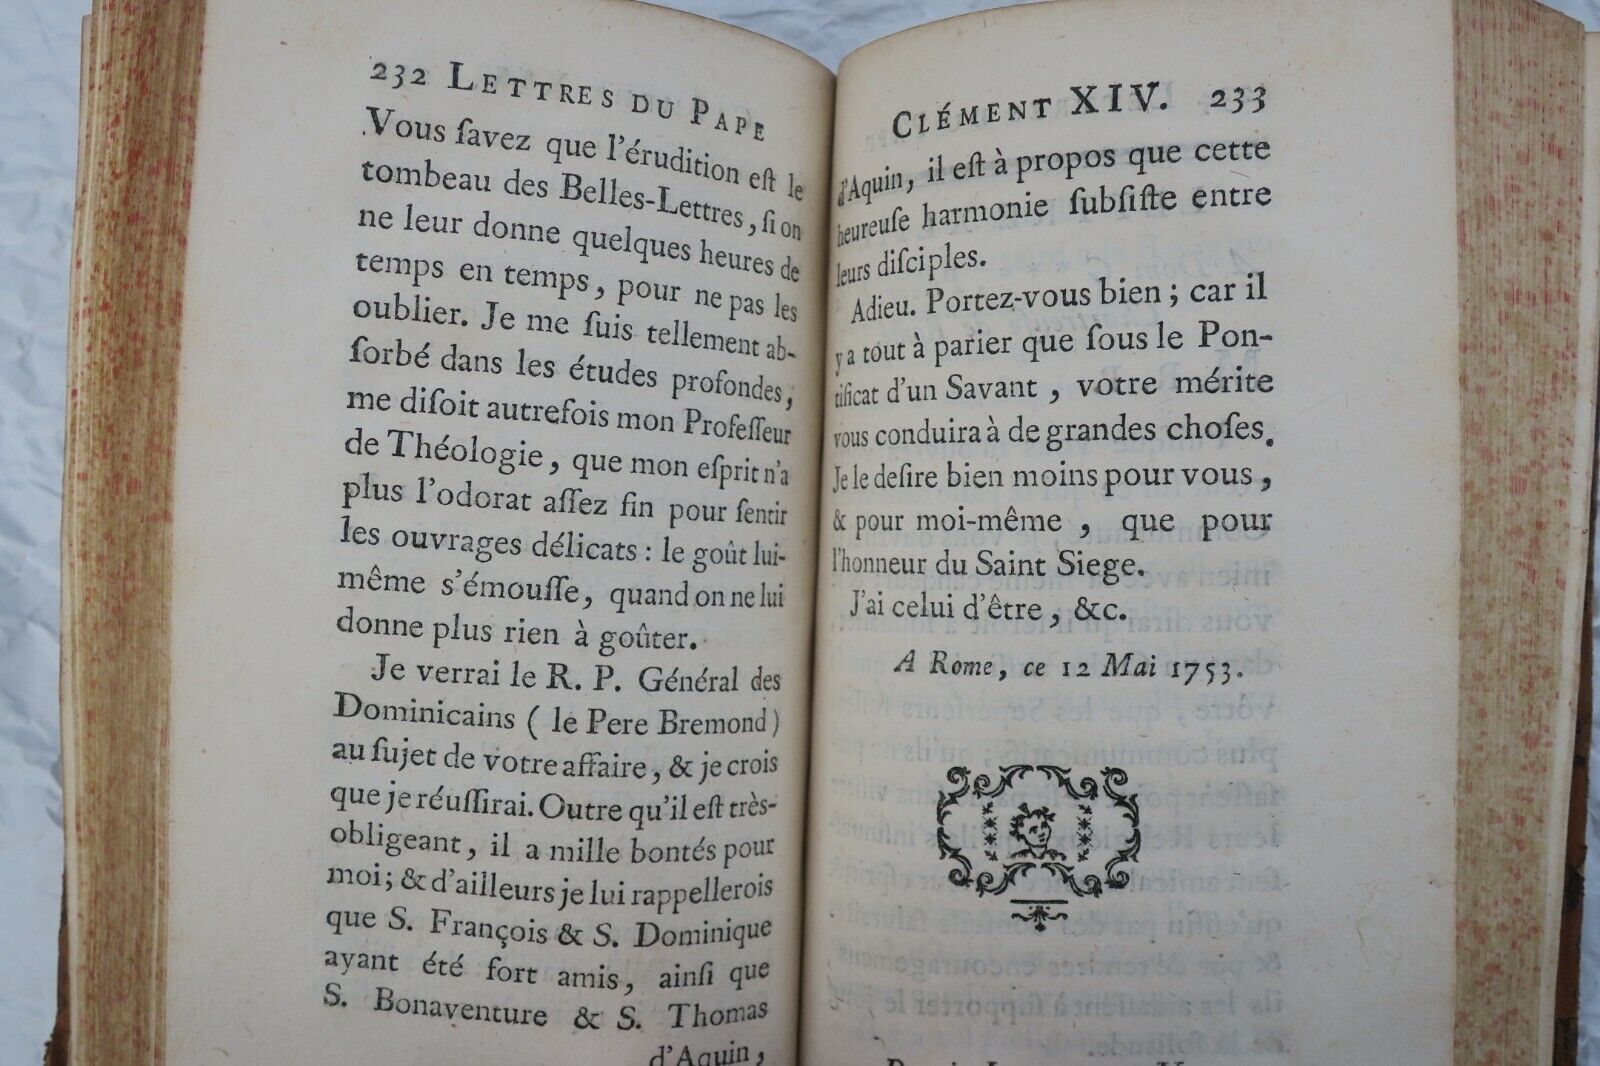 232 LETTRES DU PAPE
Vous ſavez que l'érudition eſt le
tombeau des Belles-Lettres, ſi on
ne leur donne quelques heures de
temps en temps, pour ne pas les
oublier. Je me ſuis tellement ab-
ſorbé dans les études profondes,
me diſoit autrefois mon Profeſſeur
de Théologie, que mon eſprit n'a
plus l'odorat aſſez fin pour ſentir
les ouvrages délicats : le goût lui-
même s'émouſſe, quand on ne lui
donne plus rien à goûter.
Je verrai le R. P. Général des
Dominicains ( le Pere Bremond )
au ſujet de votre affaire, & je crois
que je réuſſirai. Outre qu'il eſt très-
obligeant, il a mille bontés pour
moi; & d'ailleurs je lui rappellerois
que S. François & S. Dominique
ayant été fort amis, ainſi que
S. Bonaventure & S. Thomas
d'Aquin,
CLÉMENT XIV. 233
d'Aquin, il eſt à propos que cette
heureuſe harmonie ſubſiſte entre
leurs diſciples.
Adieu. Portez-vous bien ; car il
y a tout à parier que ſous le Pon-
tificat d'un Savant, votre mérite
vous conduira à de grandes choſes.
Je le deſire bien moins pour vous,
& pour moi-même, que pour
l'honneur du Saint Siege.
J'ai celui d'être, &c.
A Rome, ce 12 Mai 1753.